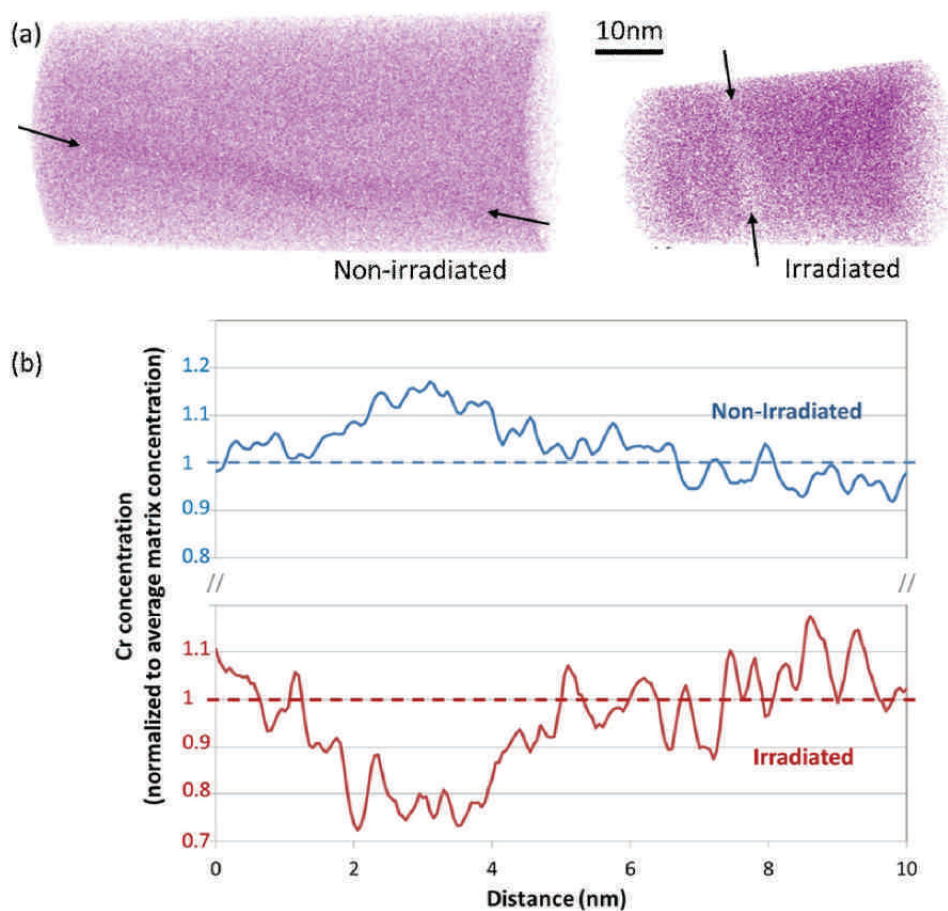 (a)
10nm
Non-irradiated
Irradiated
(b)
Cr concentration
(normalized to average matrix concentration)
1.2
1.1
1
0.9
0.8
Non-Irradiated
//
//
1.1
1
0.9
0.8
0.7
Irradiated
0
2
4
6
8
10
Distance (nm)